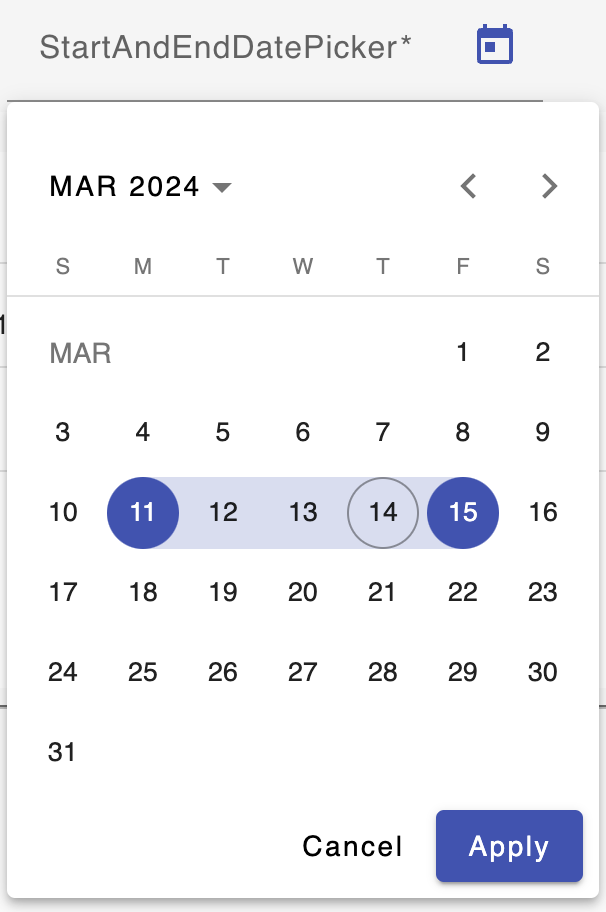 StartAndEndDatePicker*
MAR 2024
S M T W T F S
1
MAR 1 2
3 4 5 6 7 8 9
10 11 12 13 14 15 16
17 18 19 20 21 22 23
24 25 26 27 28 29 30
31
Cancel Apply